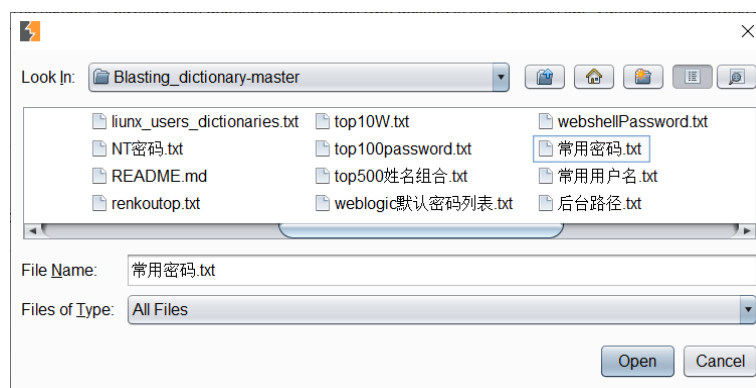 Look In: Blasting_dictionary-master
liunx_users_dictionaries.txt top10W.txt webshellPassword.txt
NT密码.txt top100password.txt 常用密码.txt
README.md top500姓名组合.txt 常用用户名.txt
renkoutop.txt weblogic默认密码列表.txt 后台路径.txt
File Name: 常用密码.txt
Files of Type: All Files
Open Cancel